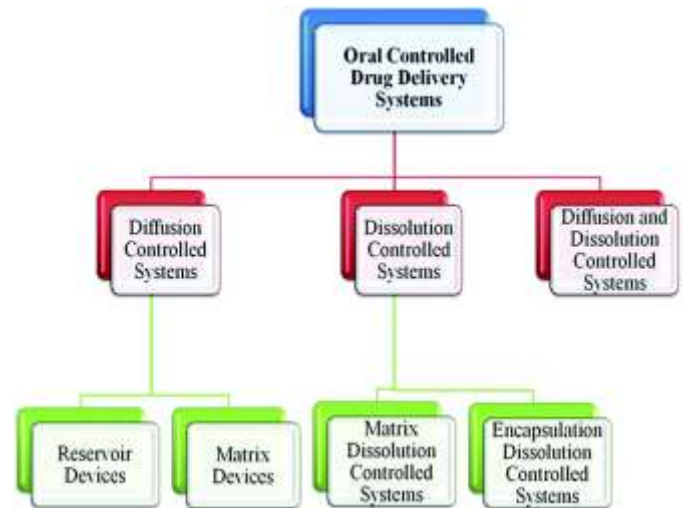 Oral Controlled
Drug Delivery
Systems
Diffusion
Controlled
Systems
Dissolution
Controlled
Systems
Diffusion and
Dissolution
Controlled
Systems
Reservoir
Devices
Matrix
Devices
Matrix
Dissolution
Controlled
Systems
Encapsulation
Dissolution
Controlled
Systems